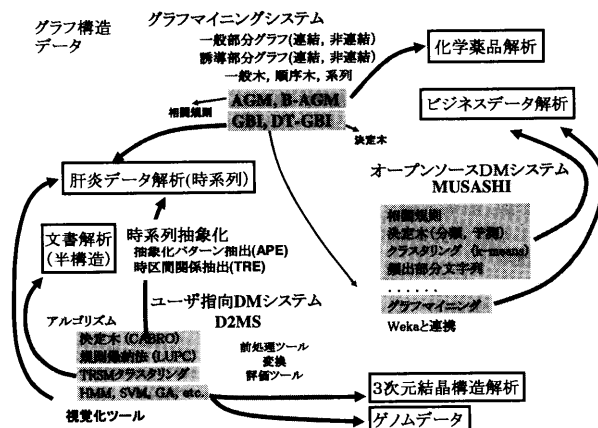 グラフ構造
データ
グラフマイニングシステム
一般部分グラフ(連結, 非連結)
誘導部分グラフ(連結, 非連結)
一般木, 順序木, 系列
AGM, B-AGM
GBI, DT-GBI
相関規則
決定木
化学薬品解析
ビジネスデータ解析
肝炎データ解析(時系列)
オープンソースDMシステム
MUSASHI
相関規則
決定木(分類, 予測)
クラスタリング (k-means)
頻出部分文字列
......
グラフマイニング
Wekaと連携
文書解析
(半構造)
時系列抽象化
抽象化パターン抽出(APE)
時区間関係抽出(TRE)
ユーザ指向DMシステム
D2MS
アルゴリズム
決定木 (CABRO)
規則帰納法 (LUPC)
TRSMクラスタリング
HMM, SVM, GA, etc.
視覚化ツール
前処理ツール
変換
評価ツール
3次元結晶構造解析
ゲノムデータ